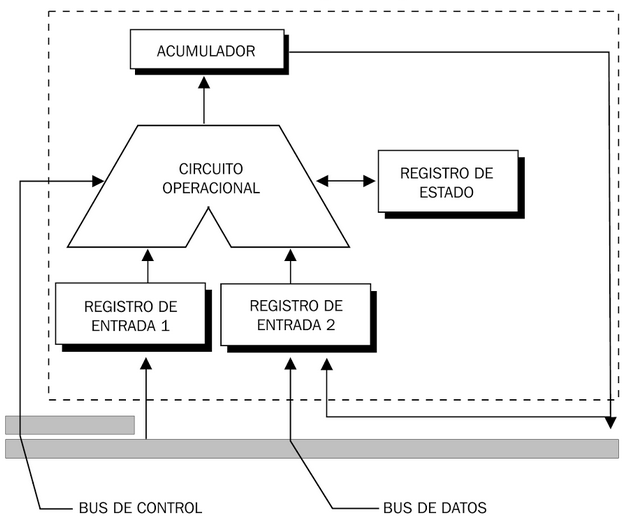 ACUMULADOR
CIRCUITO
OPERACIONAL
REGISTRO DE
ESTADO
REGISTRO DE
ENTRADA 1
REGISTRO DE
ENTRADA 2
BUS DE CONTROL
BUS DE DATOS